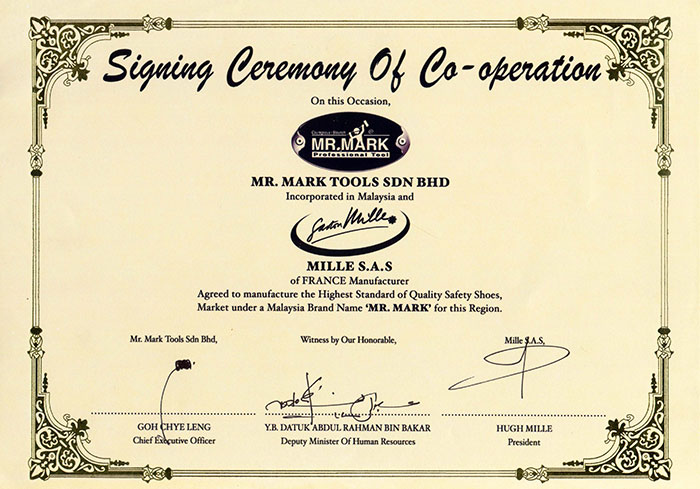 Signing Ceremony Of Co-operation
On this Occasion,
MR.MARK
Professional Tool
MR. MARK TOOLS SDN BHD
Incorporated in Malaysia and
Gaston Mille
MILLE S.A.S
of FRANCE Manufacturer
Agreed to manufacture the Highest Standard of Quality Safety Shoes,
Market under a Malaysia Brand Name ‘MR. MARK’ for this Region.
Mr. Mark Tools Sdn Bhd, Witness by Our Honorable, Mille S.A.S,
GOH CHYE LENG Y.B. DATUK ABDUL RAHMAN BIN BAKAR HUGH MILLE
Chief Executive Officer Deputy Minister Of Human Resources President